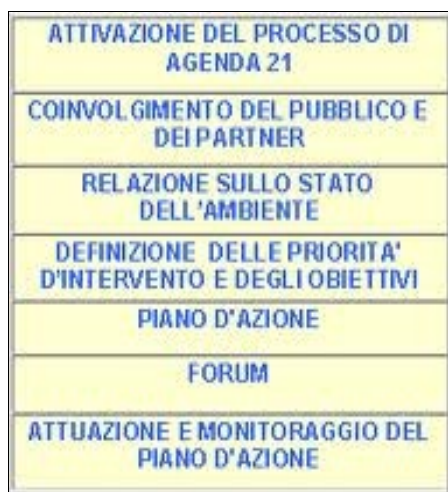 ATTIVAZIONE DEL PROCESSO DI
AGENDA 21
COINVOLGIMENTO DEL PUBBLICO E
DEI PARTNER
RELAZIONE SULLO STATO
DELL'AMBIENTE
DEFINIZIONE DELLE PRIORITA'
D'INTERVENTO E DEGLI OBIETTIVI
PIANO D'AZIONE
FORUM
ATTUAZIONE E MONITORAGGIO DEL
PIANO D'AZIONE